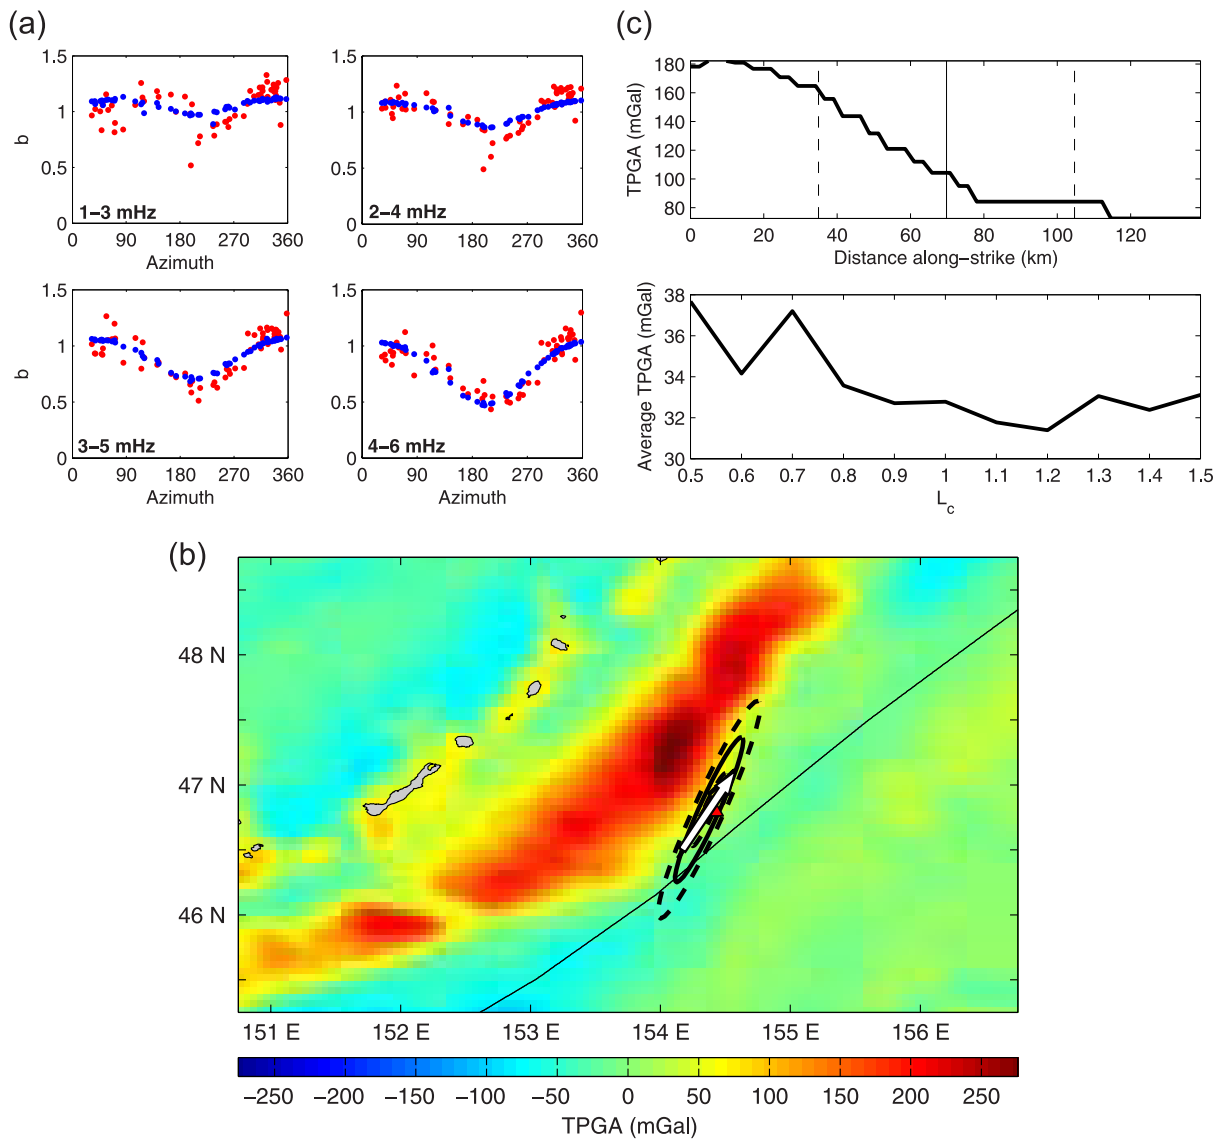 (a)
1.5
1
0.5
0
b
1−3 mHz
0 90 180 270 360
Azimuth
1.5
1
0.5
0
2−4 mHz
0 90 180 270 360
Azimuth
1.5
1
0.5
0
b
3−5 mHz
0 90 180 270 360
Azimuth
1.5
1
0.5
0
4−6 mHz
0 90 180 270 360
Azimuth
(c)
180
160
140
120
100
80
TPGA (mGal)
0 20 40 60 80 100 120
Distance along−strike (km)
38
36
34
32
30
Average TPGA (mGal)
0.5 0.6 0.7 0.8 0.9 1 1.1 1.2 1.3 1.4 1.5
Lc
(b)
48 N
47 N
46 N
151 E 152 E 153 E 154 E 155 E 156 E
−250 −200 −150 −100 −50 0 50 100 150 200 250
TPGA (mGal)